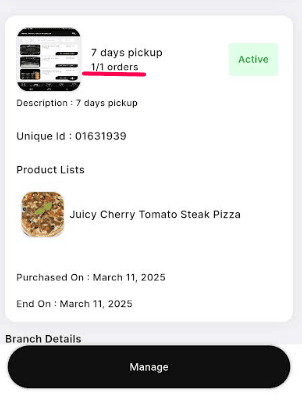 7 days pickup
1/1 orders
Active
Description : 7 days pickup
Unique Id : 01631939
Product Lists
Juicy Cherry Tomato Steak Pizza
Purchased On : March 11, 2025
End On : March 11, 2025
Branch Details
Manage